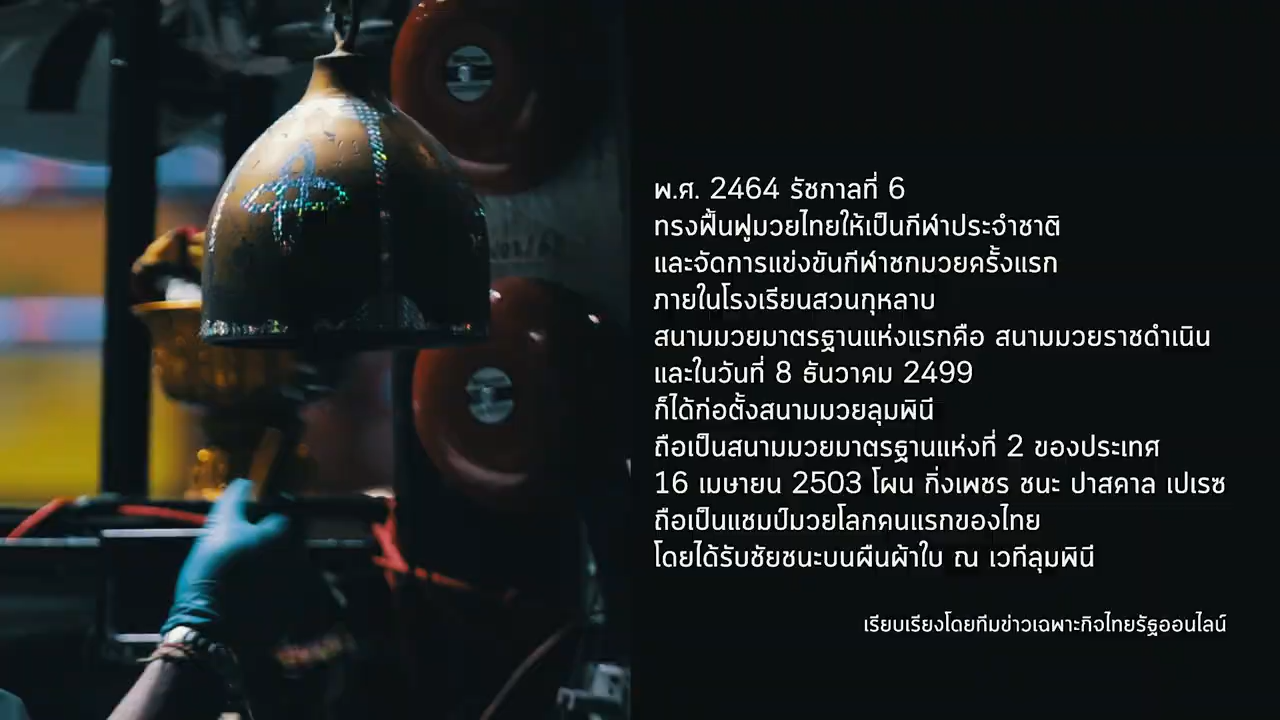 พ.ศ. 2464 รัชกาลที่ 6
ทรงฟื้นฟูมวยไทยให้เป็นกีฬาประจำชาติ
และจัดการแข่งขันกีฬาชกมวยครั้งแรก
ภายในโรงเรียนสวนกุหลาบ
สนามมวยมาตรฐานแห่งแรกคือ สนามมวยราชดำเนิน
และในวันที่ 8 ธันวาคม 2499
ก็ได้ก่อตั้งสนามมวยลุมพินี
ถือเป็นสนามมวยมาตรฐานแห่งที่ 2 ของประเทศ
16 เมษายน 2503 โผน กิ่งเพชร ชนะ ปาสคาล เปเรซ
ถือเป็นแชมป์มวยโลกคนแรกของไทย
โดยได้รับชัยชนะบนผืนผ้าใบ ณ เวทีลุมพินี
เรียบเรียงโดยทีมข่าวเฉพาะกิจไทยรัฐออนไลน์